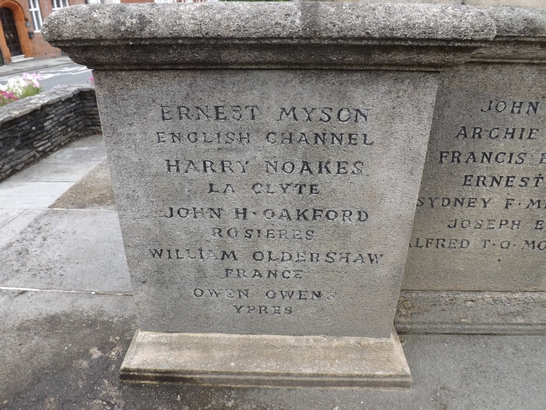 ERNEST MYSON
ENGLISH CHANNEL
HARRY NOAKES
LA CLYTE
JOHN H·OAKFORD
ROSIERES
WILLIAM OLDERSHAW
FRANCE
OWEN OWENS
YPRES
JOHN
ARCHIE
FRANCIS
ERNEST
SYDNEY F·
JOSEPH
ALFRED T·O·